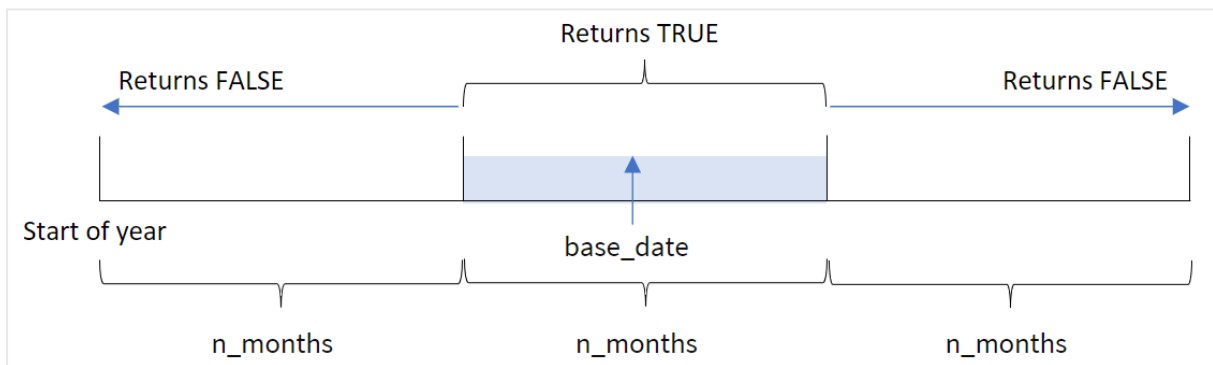 Returns TRUE
Returns FALSE
Returns FALSE
Start of year
base_date
n_months
n_months
n_months